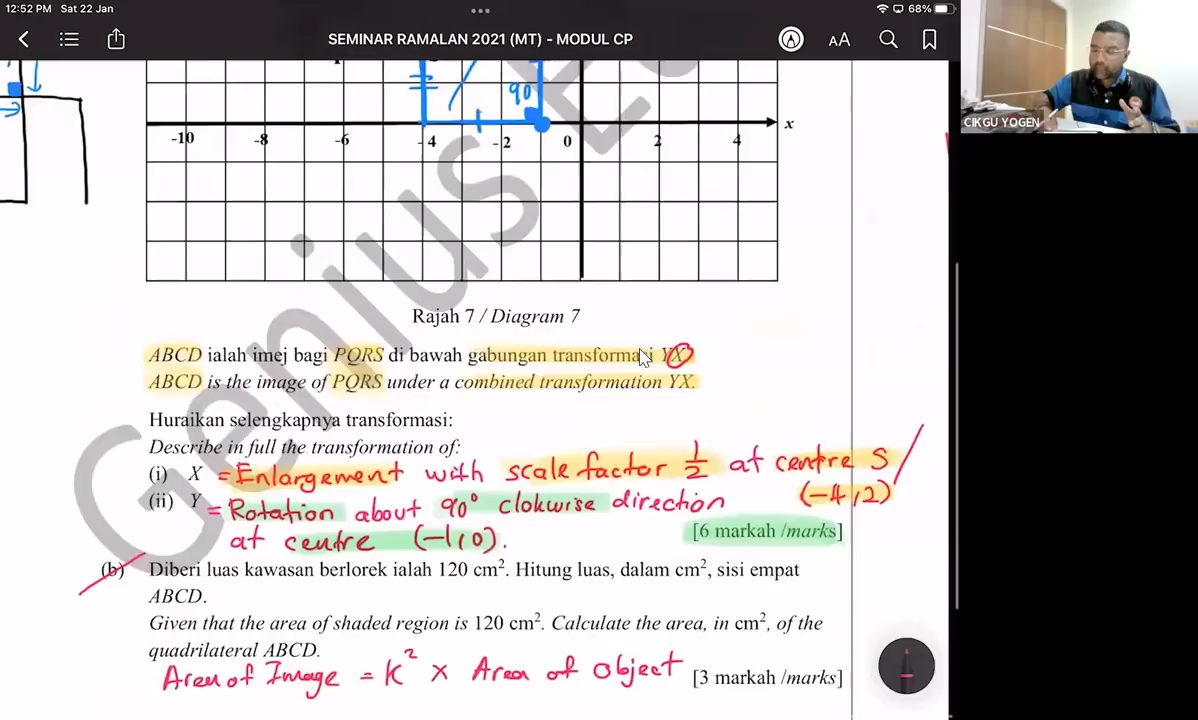 12:52 PM Sat 22 Jan
68%
SEMINAR RAMALAN 2021 (MT) - MODUL CP
AA
CIKGU YOGEN
90
-10 -8 -6 -4 -2 0 2 4 x
Genius E
Rajah 7 / Diagram 7
ABCD ialah imej bagi PQRS di bawah gabungan transformasi YX
ABCD is the image of PQRS under a combined transformation YX.
Huraikan selengkapnya transformasi:
Describe in full the transformation of:
(i) X = Enlargement with scale factor 1/2 at centre S / (-4,2)
(ii) Y = Rotation about 90° clokwise direction
at centre (-1,0).
[6 markah /marks]
(b) Diberi luas kawasan berlorek ialah 120 cm². Hitung luas, dalam cm², sisi empat
ABCD.
Given that the area of shaded region is 120 cm². Calculate the area, in cm², of the
quadrilateral ABCD.
Area of Image = K² × Area of Object [3 markah /marks]